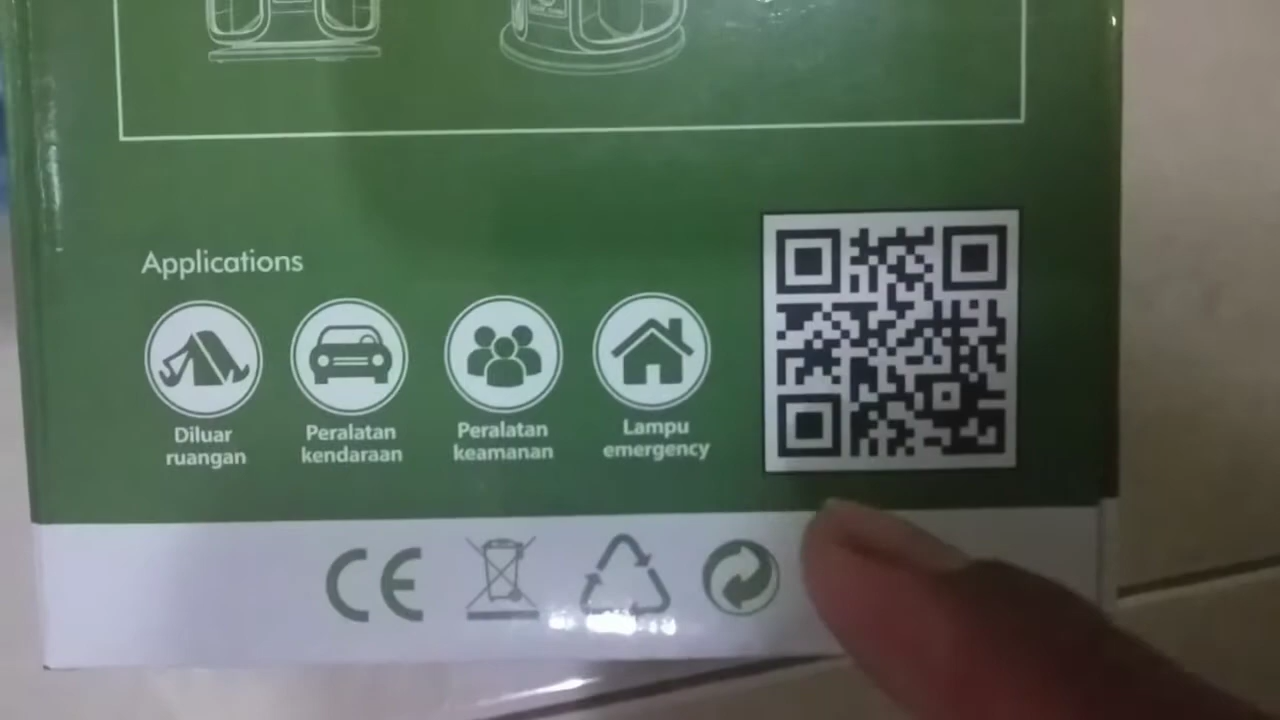 Applications
Diluar
ruangan
Peralatan
kendaraan
Peralatan
keamanan
Lampu
emergency
CE